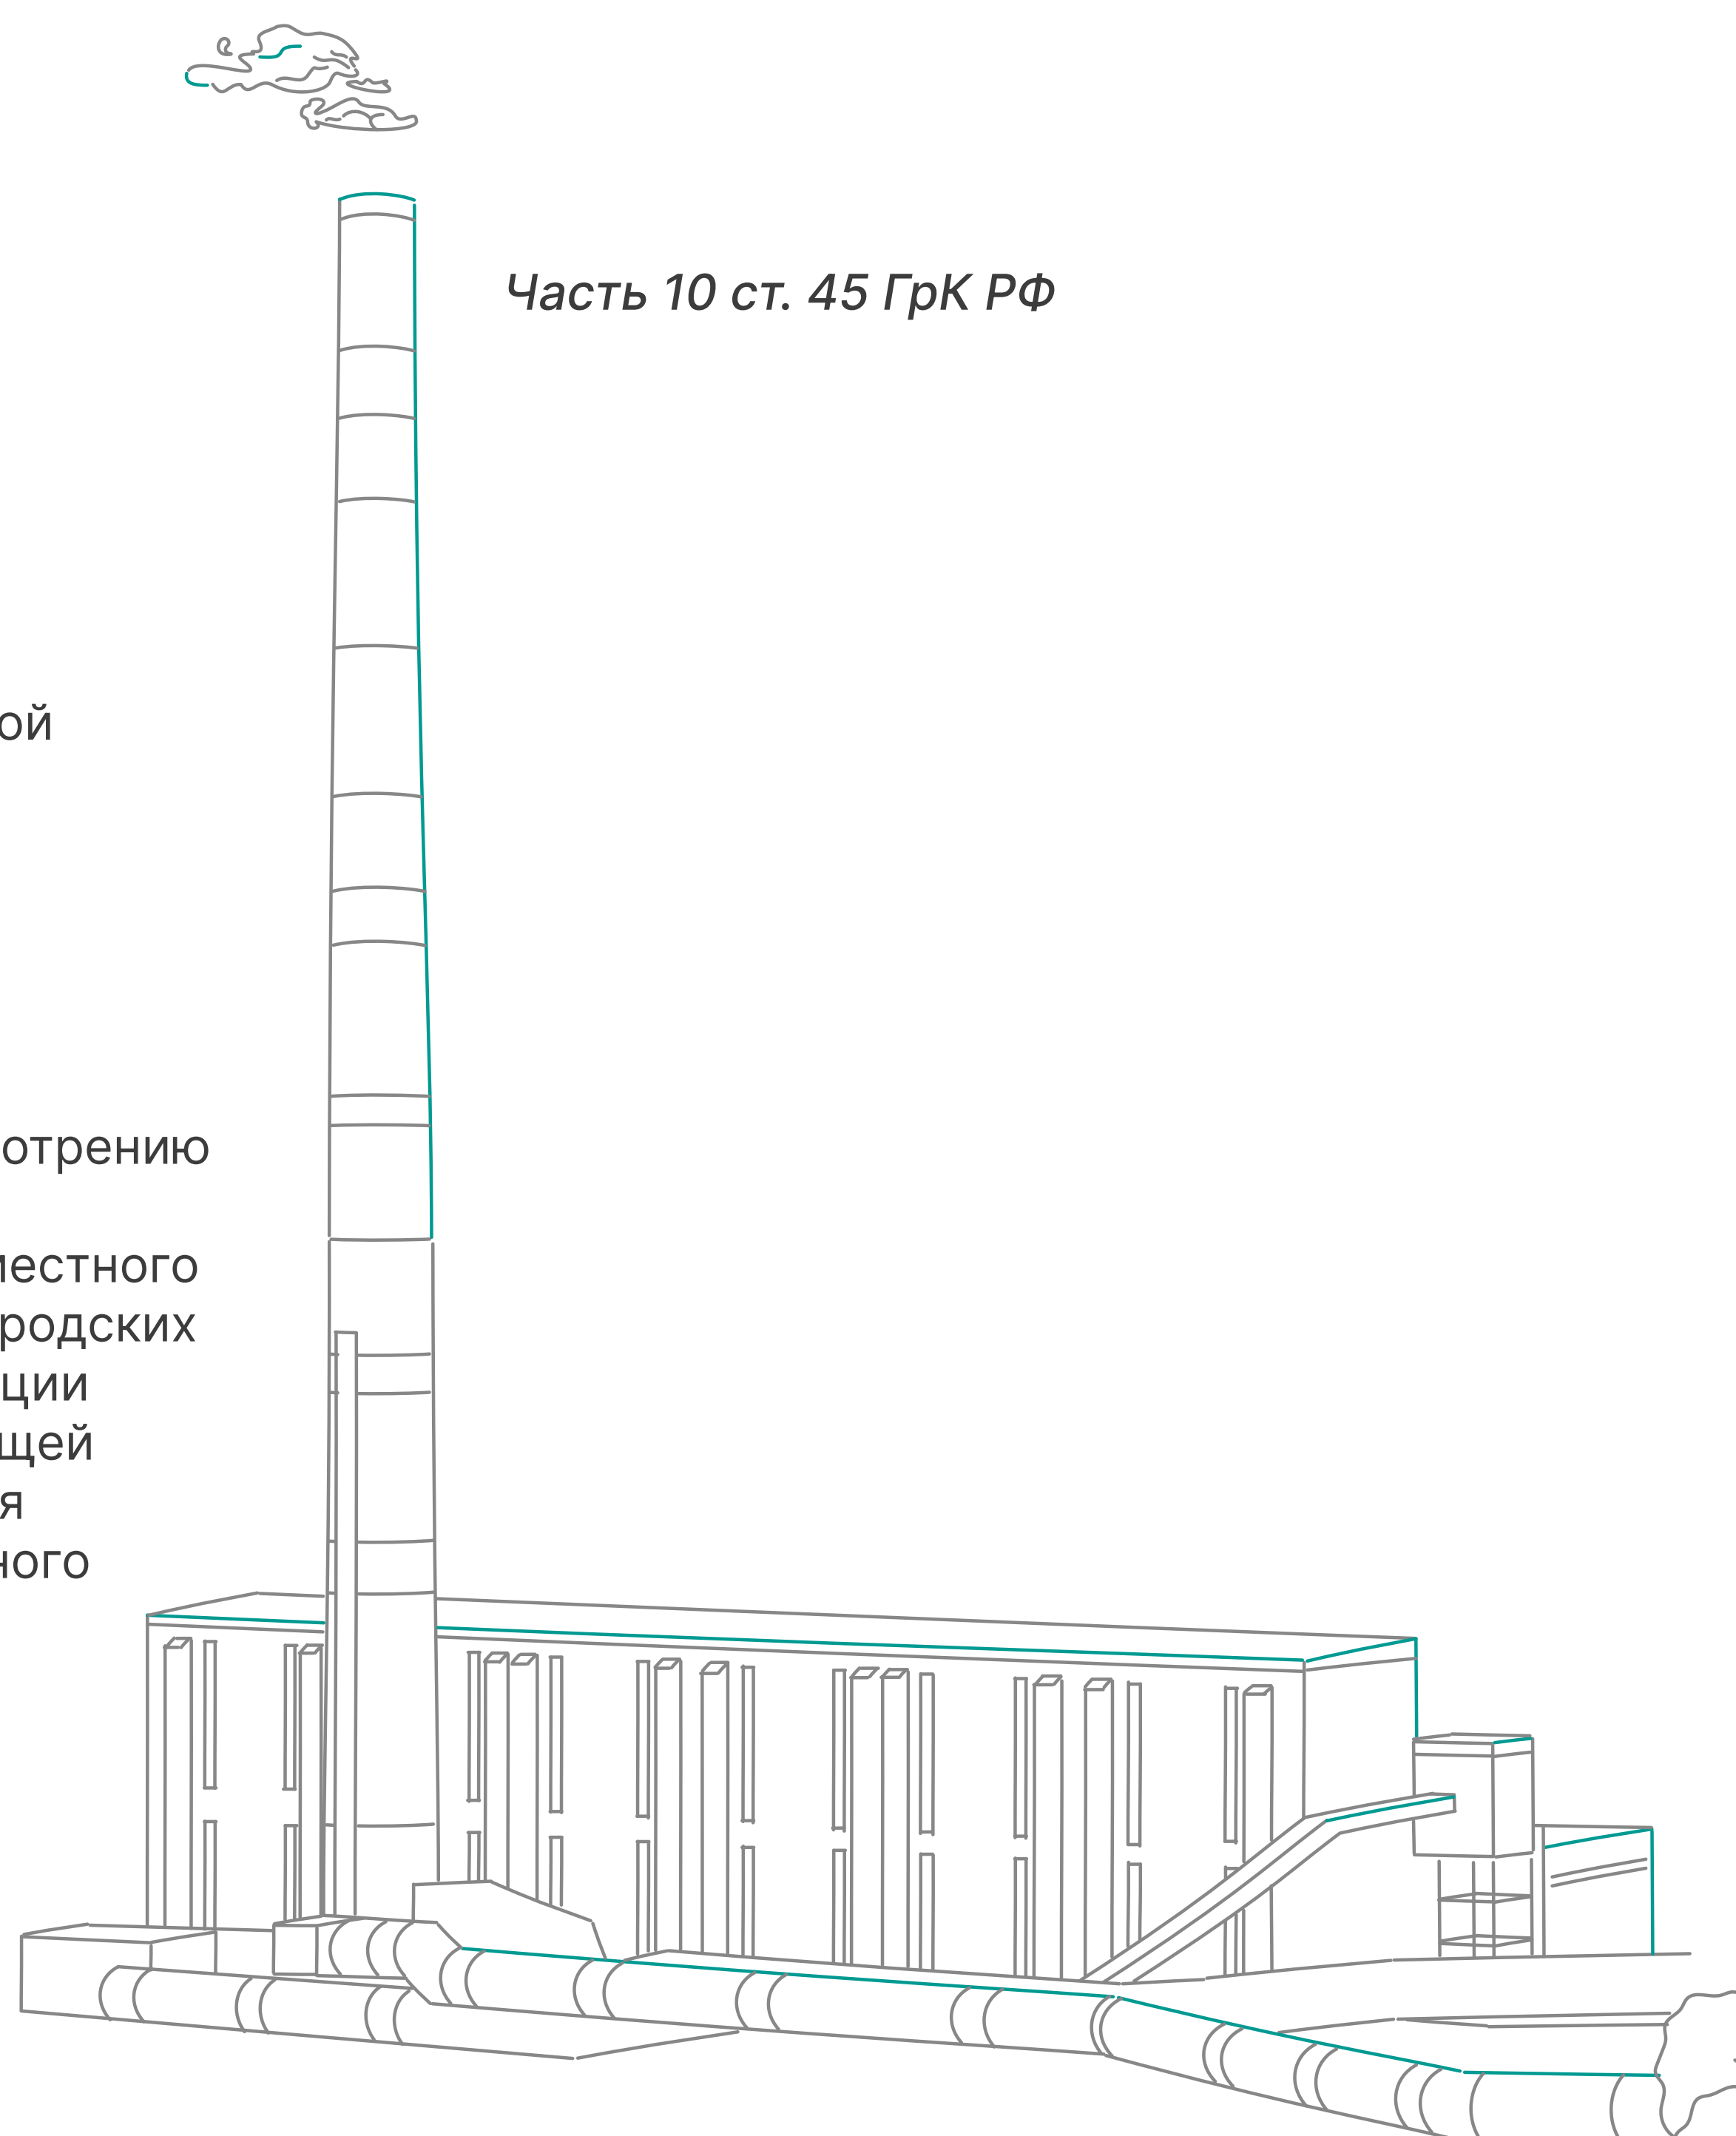 Часть 10 ст. 45 ГрК РФ
ой
отрению
местного
родских
ции
щей
я
ного